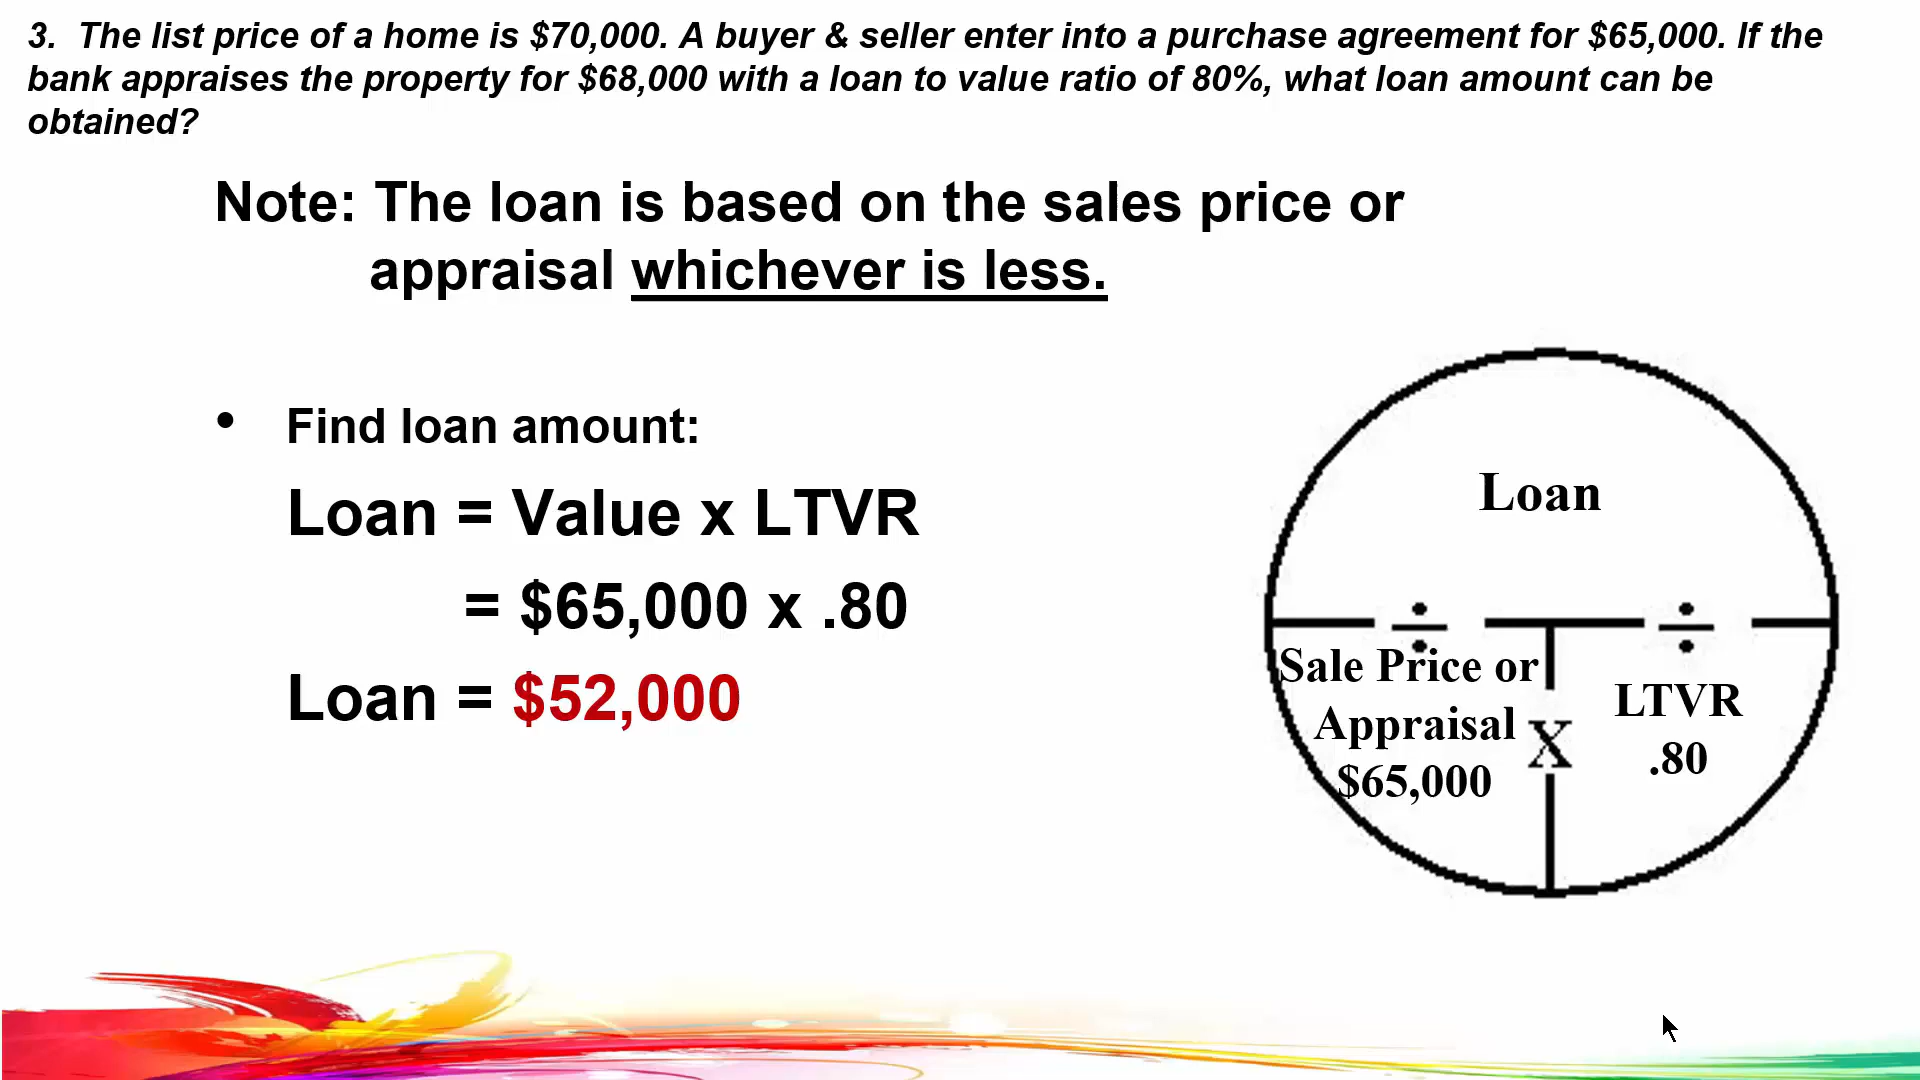 3. The list price of a home is $70,000. A buyer & seller enter into a purchase agreement for $65,000. If the
bank appraises the property for $68,000 with a loan to value ratio of 80%, what loan amount can be
obtained?
Note: The loan is based on the sales price or
appraisal whichever is less.
• Find loan amount:
Loan = Value x LTVR
= $65,000 x .80
Loan = $52,000
Loan
÷ ÷
Sale Price or
Appraisal
$65,000
X
LTVR
.80